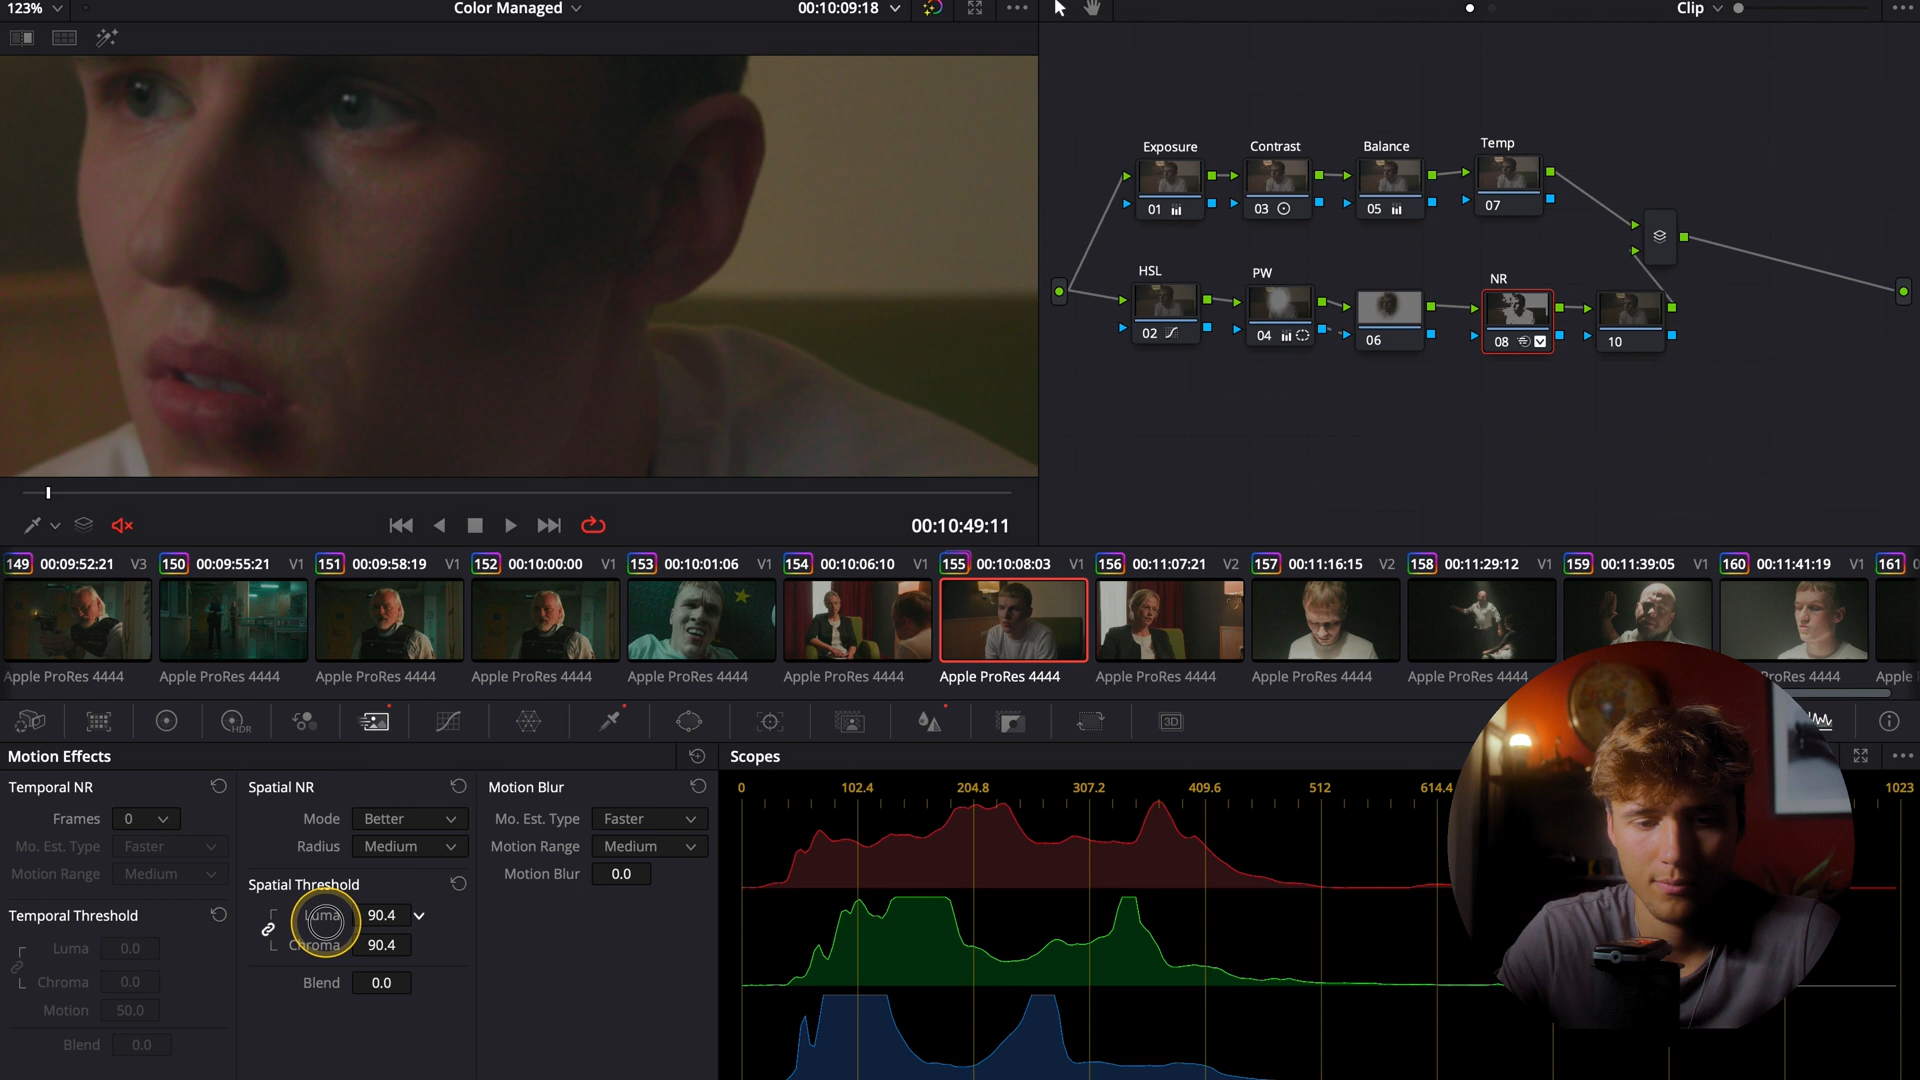 123%
Color Managed
00:10:09:18
Clip
Exposure
Contrast
Balance
Temp
01
03
05
07
HSL
PW
NR
02
04
06
08
10
00:10:49:11
149 00:09:52:21 V3
150 00:09:55:21 V1
151 00:09:58:19 V1
152 00:10:00:00 V1
153 00:10:01:06 V1
154 00:10:06:10 V1
155 00:10:08:03 V1
156 00:11:07:21 V2
157 00:11:16:15 V2
158 00:11:29:12 V1
159 00:11:39:05 V1
160 00:11:41:19 V1
161
Apple ProRes 4444
Apple ProRes 4444
Apple ProRes 4444
Apple ProRes 4444
Apple ProRes 4444
Apple ProRes 4444
Apple ProRes 4444
Apple ProRes 4444
Apple ProRes 4444
Apple ProRes 4444
ProRes 4444
Apple
HDR
3D
Motion Effects
Temporal NR
Frames 0
Mo. Est. Type Faster
Motion Range Medium
Temporal Threshold
Luma 0.0
Chroma 0.0
Motion 50.0
Blend 0.0
Spatial NR
Mode Better
Radius Medium
Spatial Threshold
Luma 90.4
Chroma 90.4
Blend 0.0
Motion Blur
Mo. Est. Type Faster
Motion Range Medium
Motion Blur 0.0
Scopes
0 102.4 204.8 307.2 409.6 512 614.4 1023